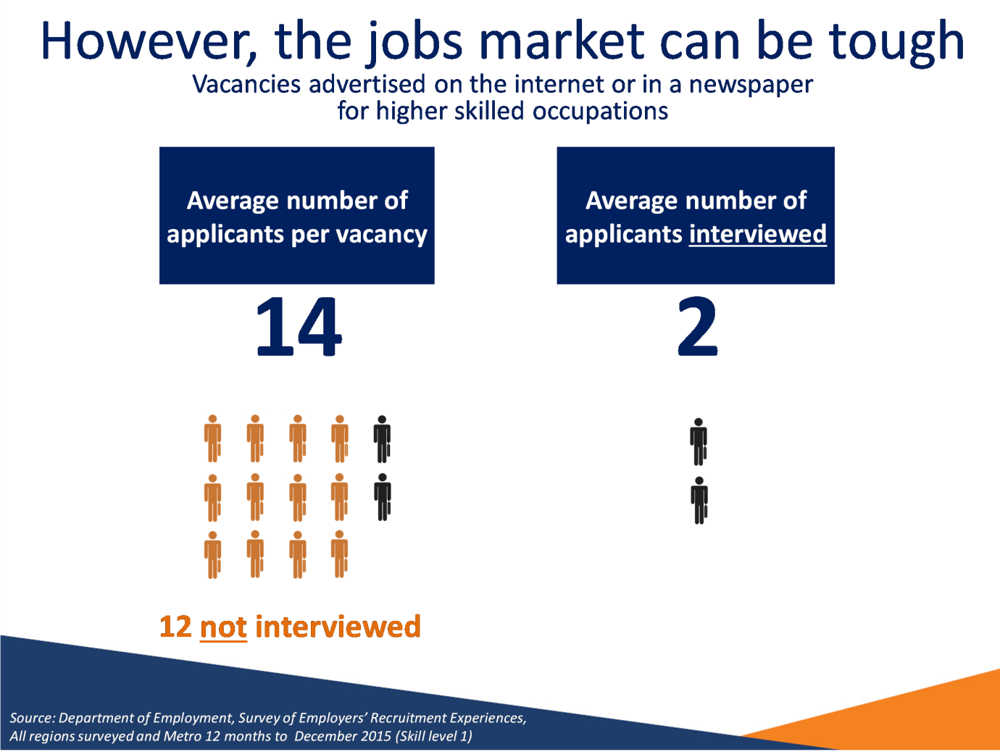 However, the jobs market can be tough
Vacancies advertised on the internet or in a newspaper
for higher skilled occupations
Average number of
applicants per vacancy
14
12 not interviewed
Average number of
applicants interviewed
2
Source: Department of Employment, Survey of Employers' Recruitment Experiences,
All regions surveyed and Metro 12 months to December 2015 (Skill level 1)